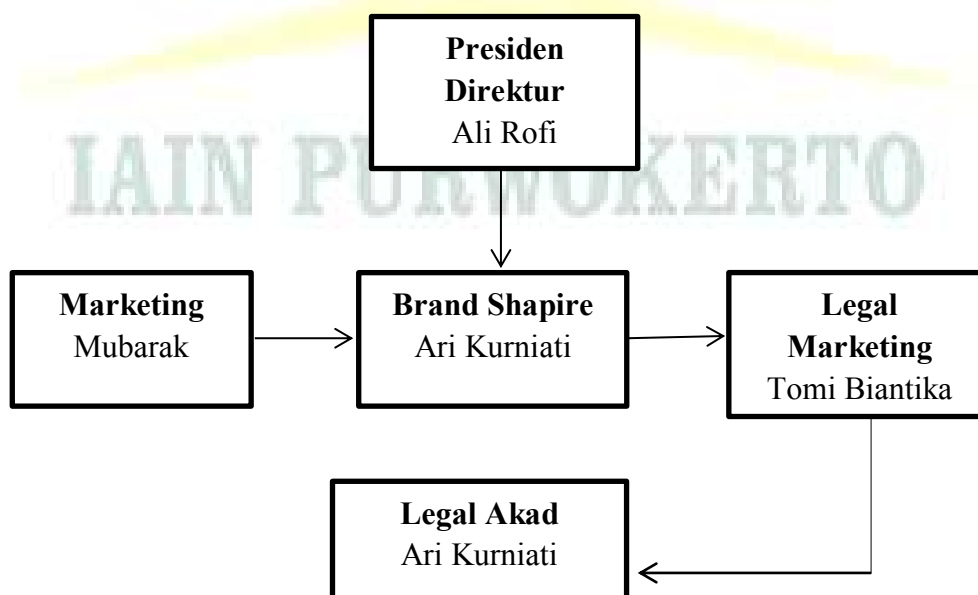 Presiden
Direktur
Ali Rofi
IAIN PURWOKERTO
Marketing
Mubarak
Brand Shapire
Ari Kurniati
Legal
Marketing
Tomi Biantika
Legal Akad
Ari Kurniati